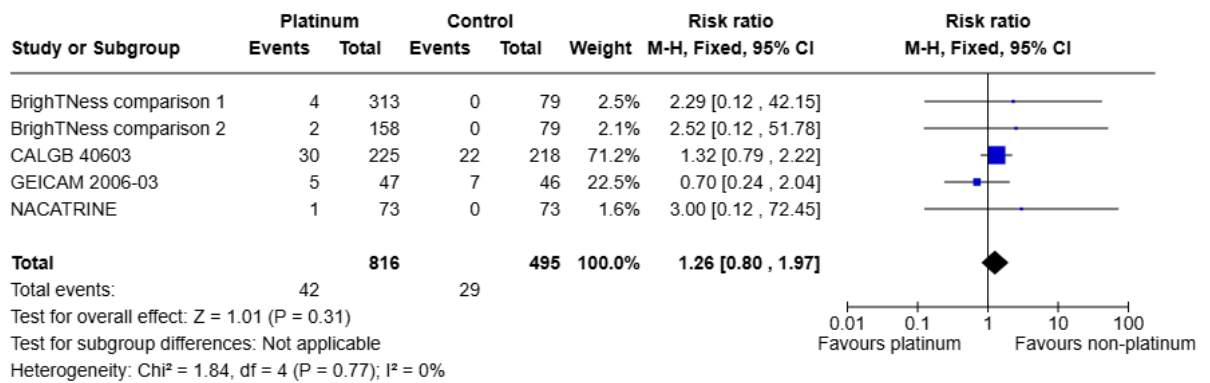 Platinum Control Risk ratio Risk ratio
Study or Subgroup Events Total Events Total Weight M-H, Fixed, 95% CI M-H, Fixed, 95% CI
BrighTNess comparison 1 4 313 0 79 2.5% 2.29 [0.12 , 42.15]
BrighTNess comparison 2 2 158 0 79 2.1% 2.52 [0.12 , 51.78]
CALGB 40603 30 225 22 218 71.2% 1.32 [0.79 , 2.22]
GEICAM 2006-03 5 47 7 46 22.5% 0.70 [0.24 , 2.04]
NACATRINE 1 73 0 73 1.6% 3.00 [0.12 , 72.45]
Total 816 495 100.0% 1.26 [0.80 , 1.97]
Total events: 42 29
Test for overall effect: Z = 1.01 (P = 0.31)
Test for subgroup differences: Not applicable
Heterogeneity: Chi² = 1.84, df = 4 (P = 0.77); I² = 0%
0.01 0.1 1 10 100
Favours platinum Favours non-platinum